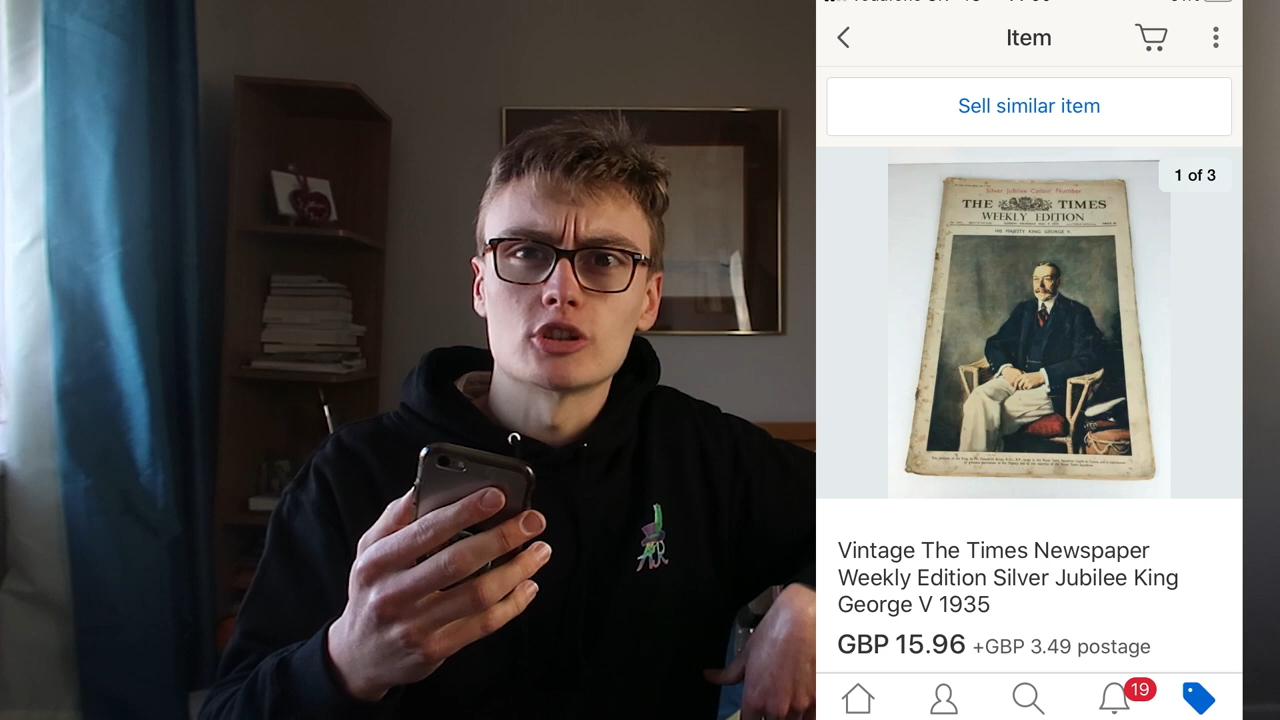 Item
Sell similar item
1 of 3
Silver Jubilee Colour Number
THE TIMES
WEEKLY EDITION
HIS MAJESTY KING GEORGE V.
Vintage The Times Newspaper
Weekly Edition Silver Jubilee King
George V 1935
GBP 15.96 +GBP 3.49 postage
19
AR